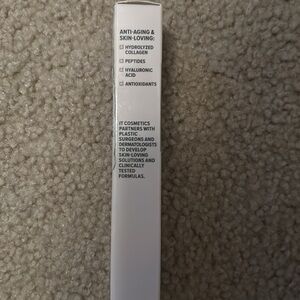 ANTI-AGING &
SKIN-LOVING:
HYDROLYZED
COLLAGEN
PEPTIDES
HYALURONIC
ACID
ANTIOXIDANTS
IT COSMETICS
PARTNERS WITH
PLASTIC
SURGEONS AND
DERMATOLOGISTS
TO DEVELOP
SKIN-LOVING
SOLUTIONS AND
CLINICALLY
TESTED
FORMULAS.